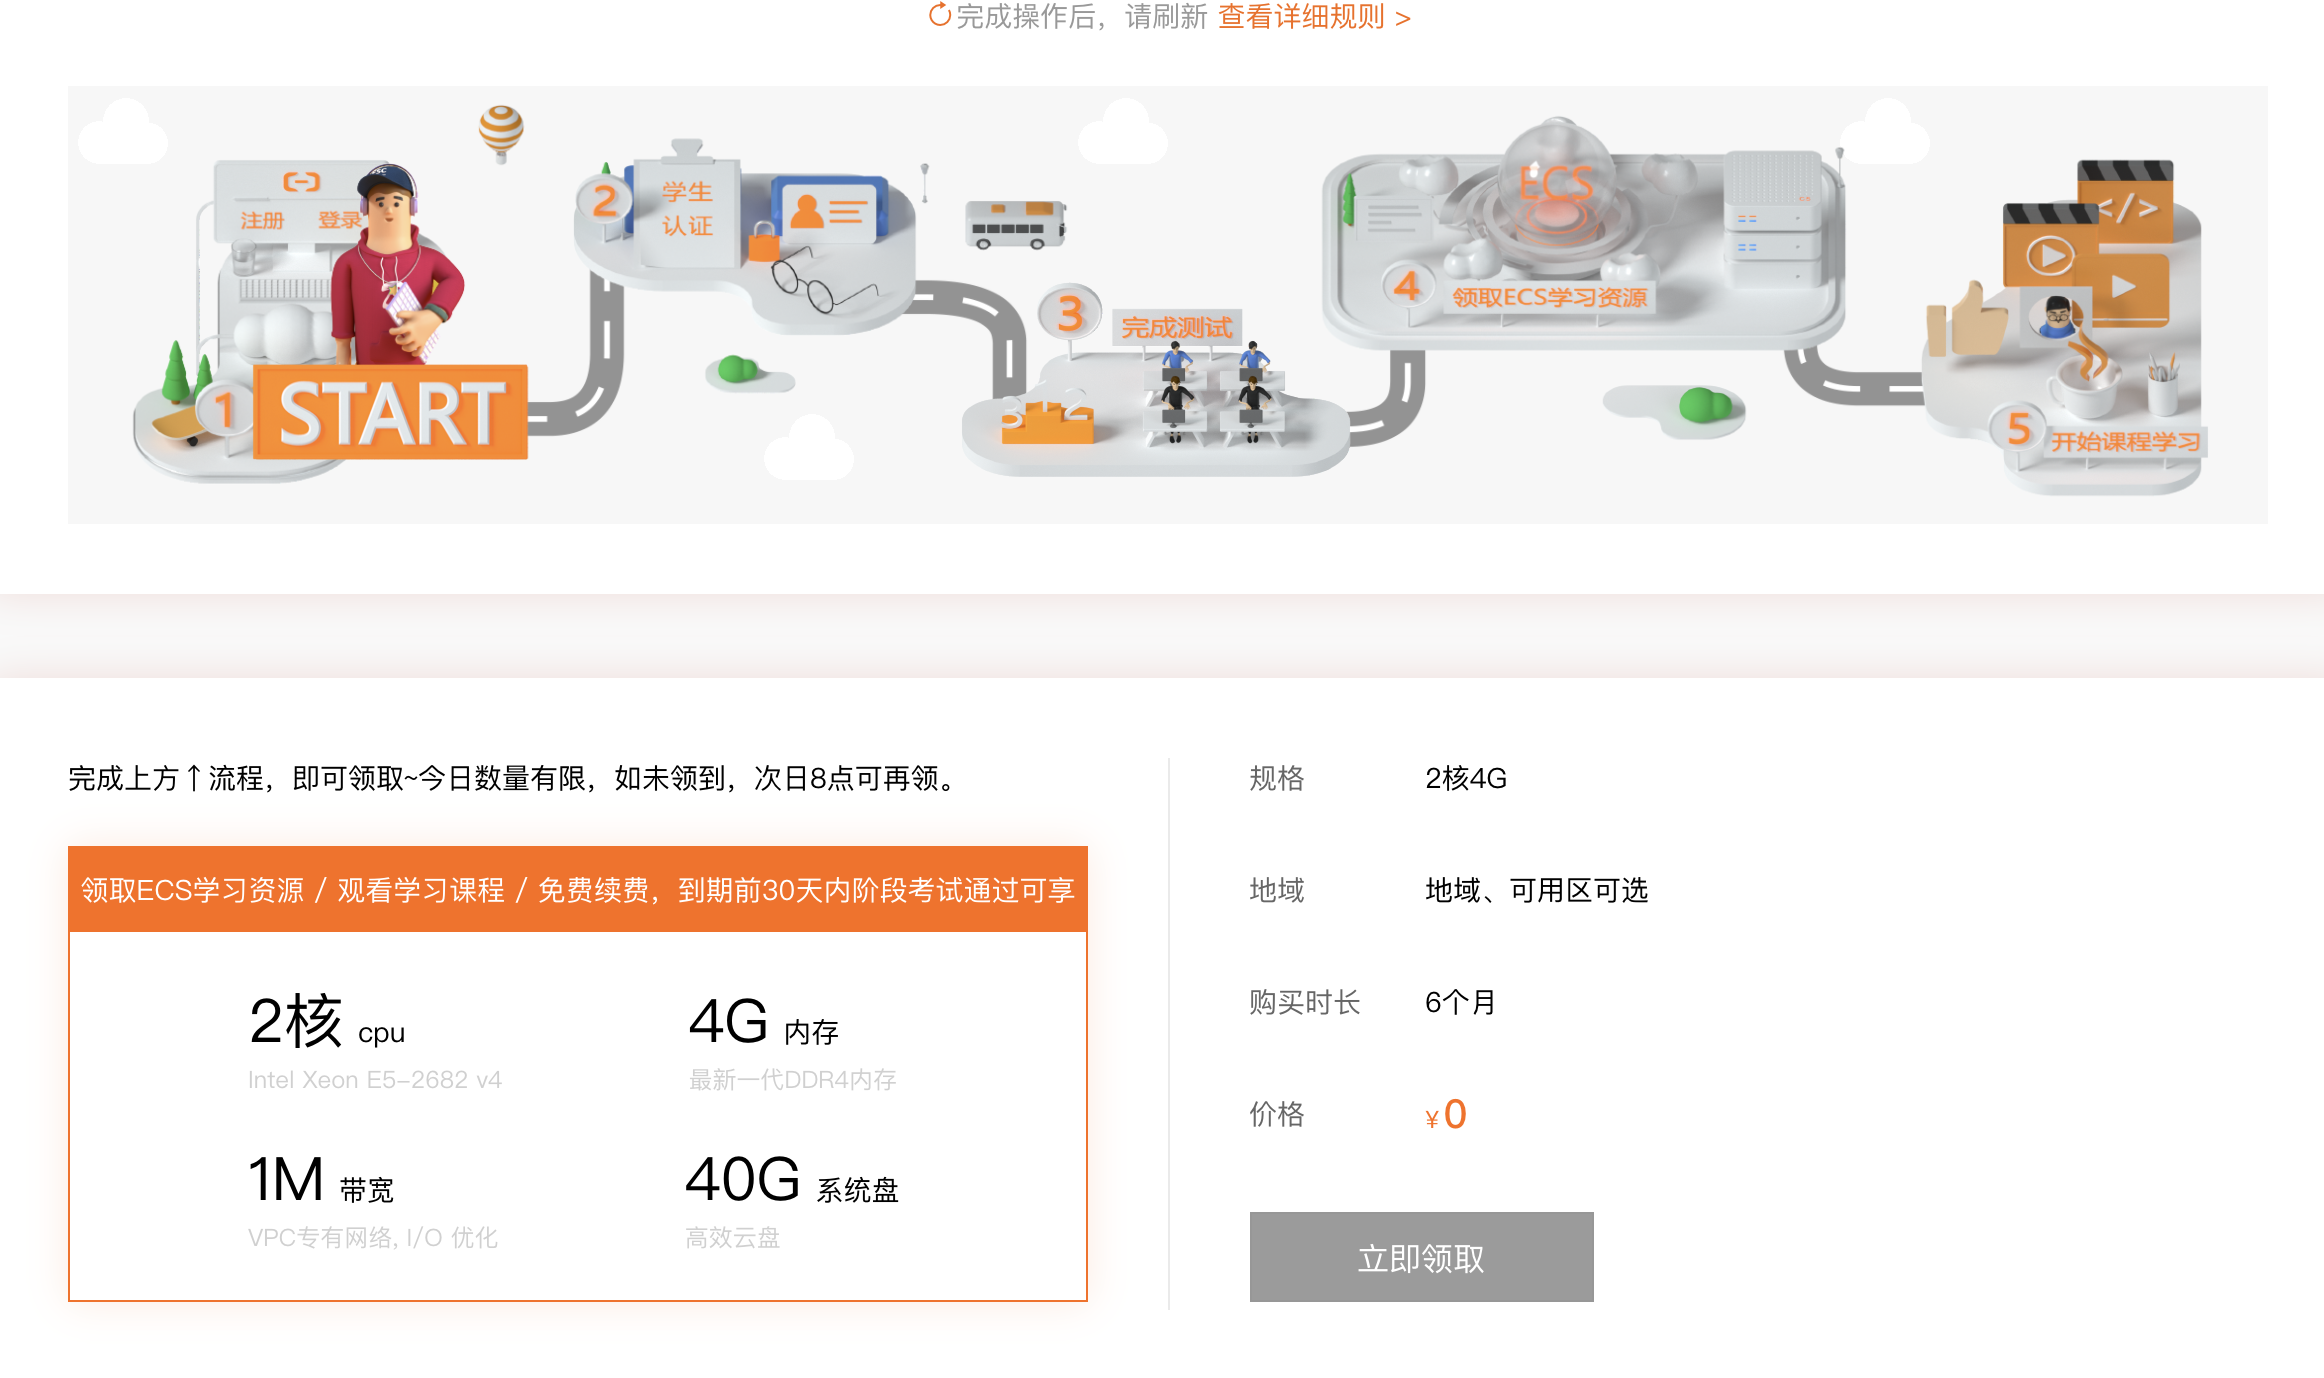 完成操作后，请刷新 查看详细规则 >
注册 登录
1
START
2
学生
认证
3
完成测试
3 1 2
ECS
4
领取ECS学习资源
</>
5
开始课程学习
完成上方↑流程，即可领取~今日数量有限，如未领到，次日8点可再领。
领取ECS学习资源 / 观看学习课程 / 免费续费，到期前30天内阶段考试通过可享
2核 cpu
Intel Xeon E5-2682 v4
4G 内存
最新一代DDR4内存
1M 带宽
VPC专有网络, I/O 优化
40G 系统盘
高效云盘
规格 2核4G
地域 地域、可用区可选
购买时长 6个月
价格 ¥0
立即领取